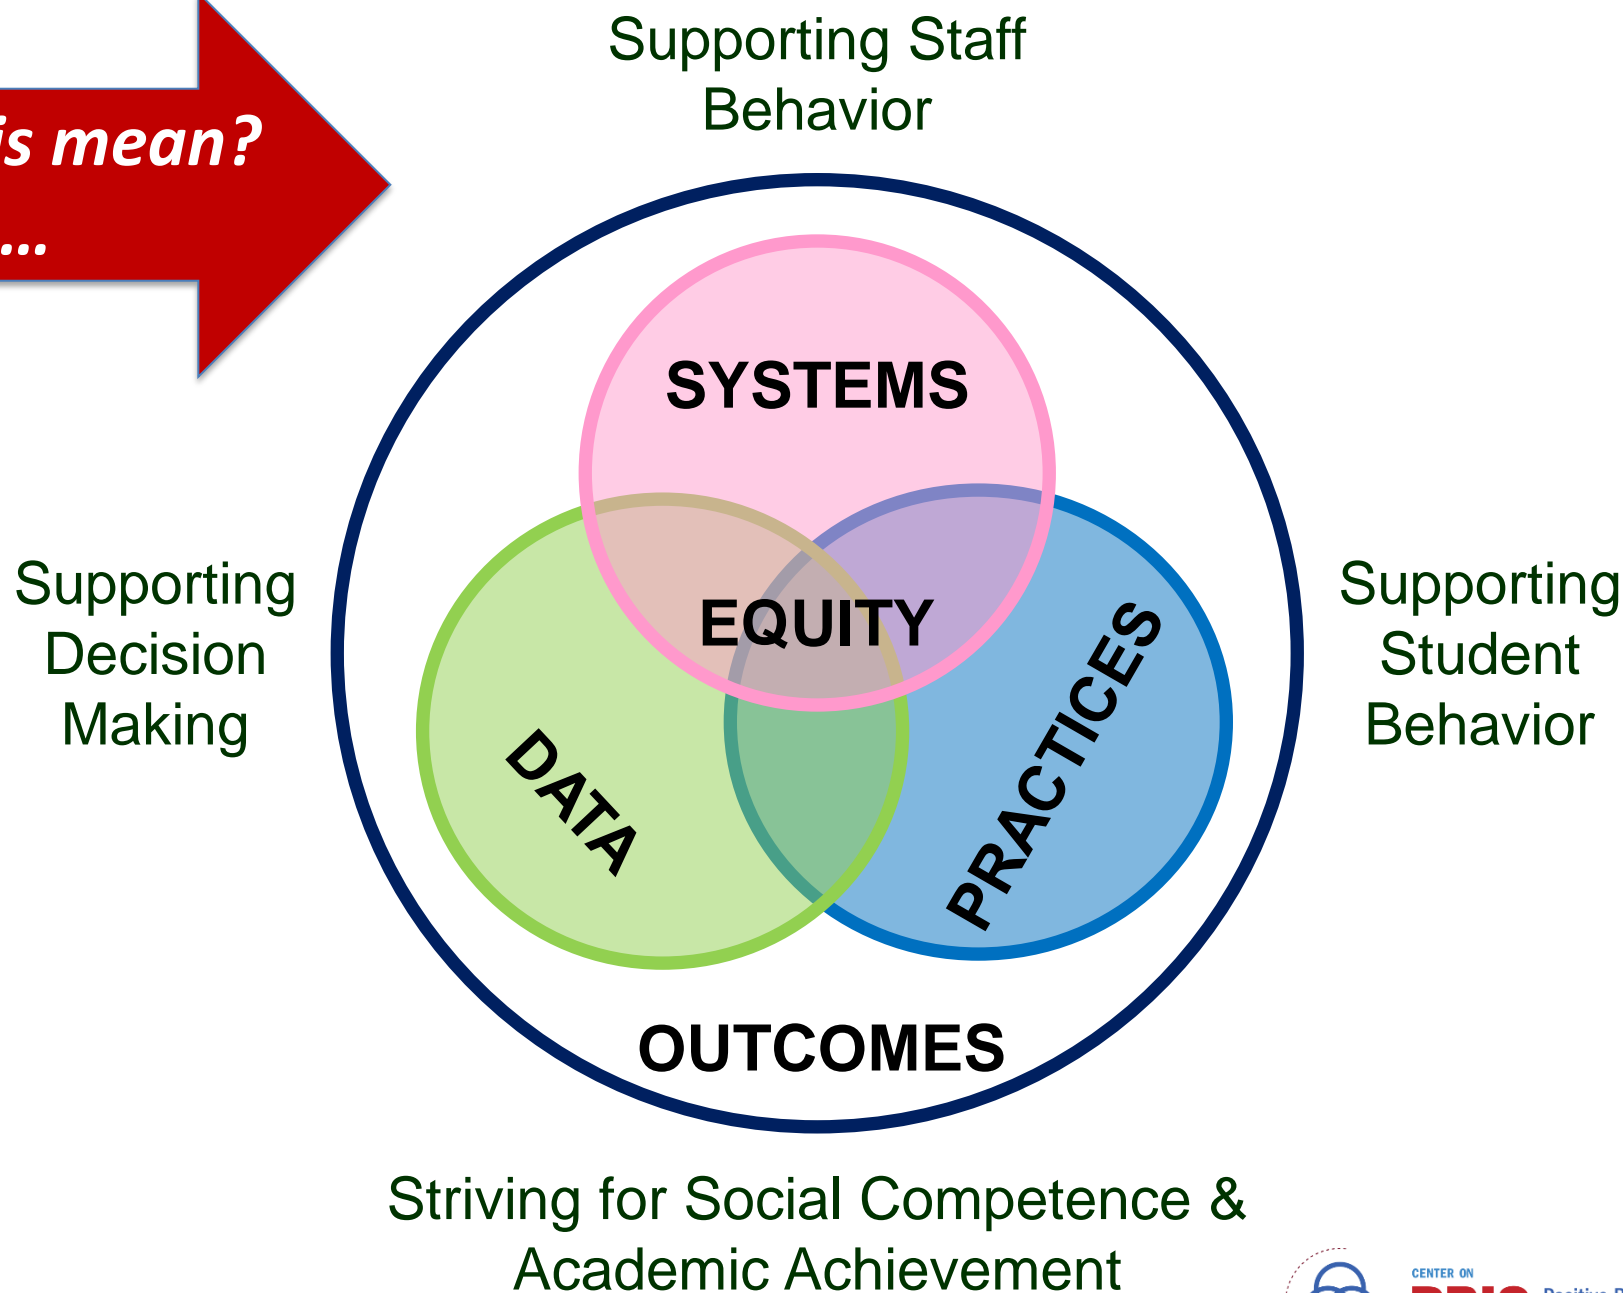 Supporting Staff
Behavior
is mean?
...
SYSTEMS
EQUITY
Supporting
Decision
Making
Supporting
Student
Behavior
DATA
PRACTICES
OUTCOMES
Striving for Social Competence &
Academic Achievement
CENTER ON
PBIS